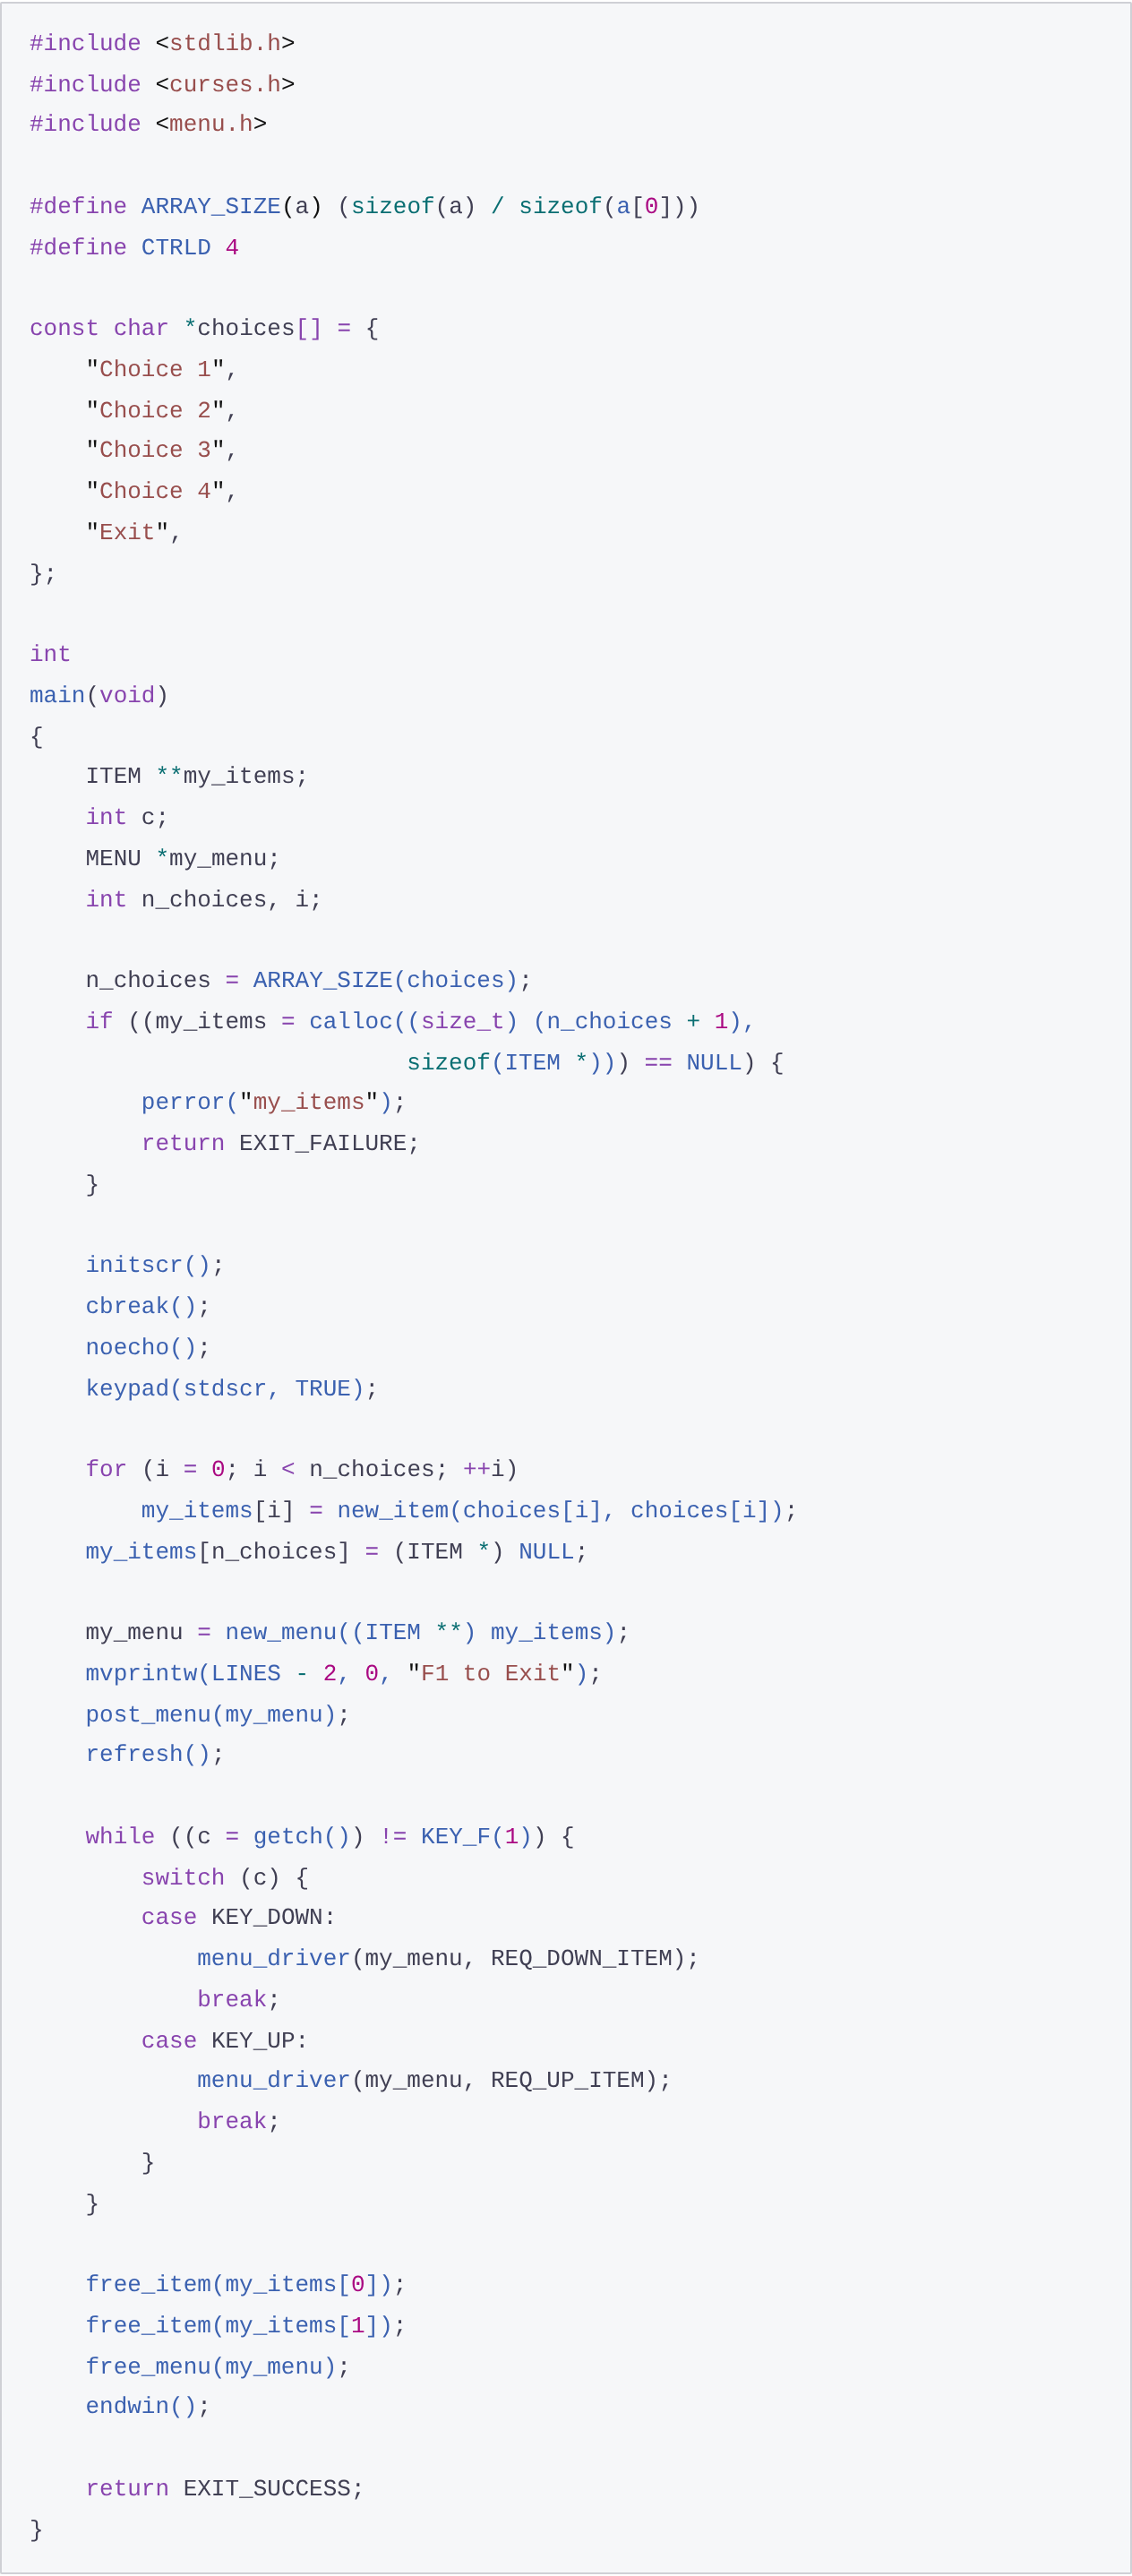 #include <stdlib.h>
#include <curses.h>
#include <menu.h>

#define ARRAY_SIZE(a) (sizeof(a) / sizeof(a[0]))
#define CTRLD 4

const char *choices[] = {
    "Choice 1",
    "Choice 2",
    "Choice 3",
    "Choice 4",
    "Exit",
};

int
main(void)
{
    ITEM **my_items;
    int c;
    MENU *my_menu;
    int n_choices, i;

    n_choices = ARRAY_SIZE(choices);
    if ((my_items = calloc((size_t) (n_choices + 1),
                           sizeof(ITEM *))) == NULL) {
        perror("my_items");
        return EXIT_FAILURE;
    }

    initscr();
    cbreak();
    noecho();
    keypad(stdscr, TRUE);

    for (i = 0; i < n_choices; ++i)
        my_items[i] = new_item(choices[i], choices[i]);
    my_items[n_choices] = (ITEM *) NULL;

    my_menu = new_menu((ITEM **) my_items);
    mvprintw(LINES - 2, 0, "F1 to Exit");
    post_menu(my_menu);
    refresh();

    while ((c = getch()) != KEY_F(1)) {
        switch (c) {
        case KEY_DOWN:
            menu_driver(my_menu, REQ_DOWN_ITEM);
            break;
        case KEY_UP:
            menu_driver(my_menu, REQ_UP_ITEM);
            break;
        }
    }

    free_item(my_items[0]);
    free_item(my_items[1]);
    free_menu(my_menu);
    endwin();

    return EXIT_SUCCESS;
}